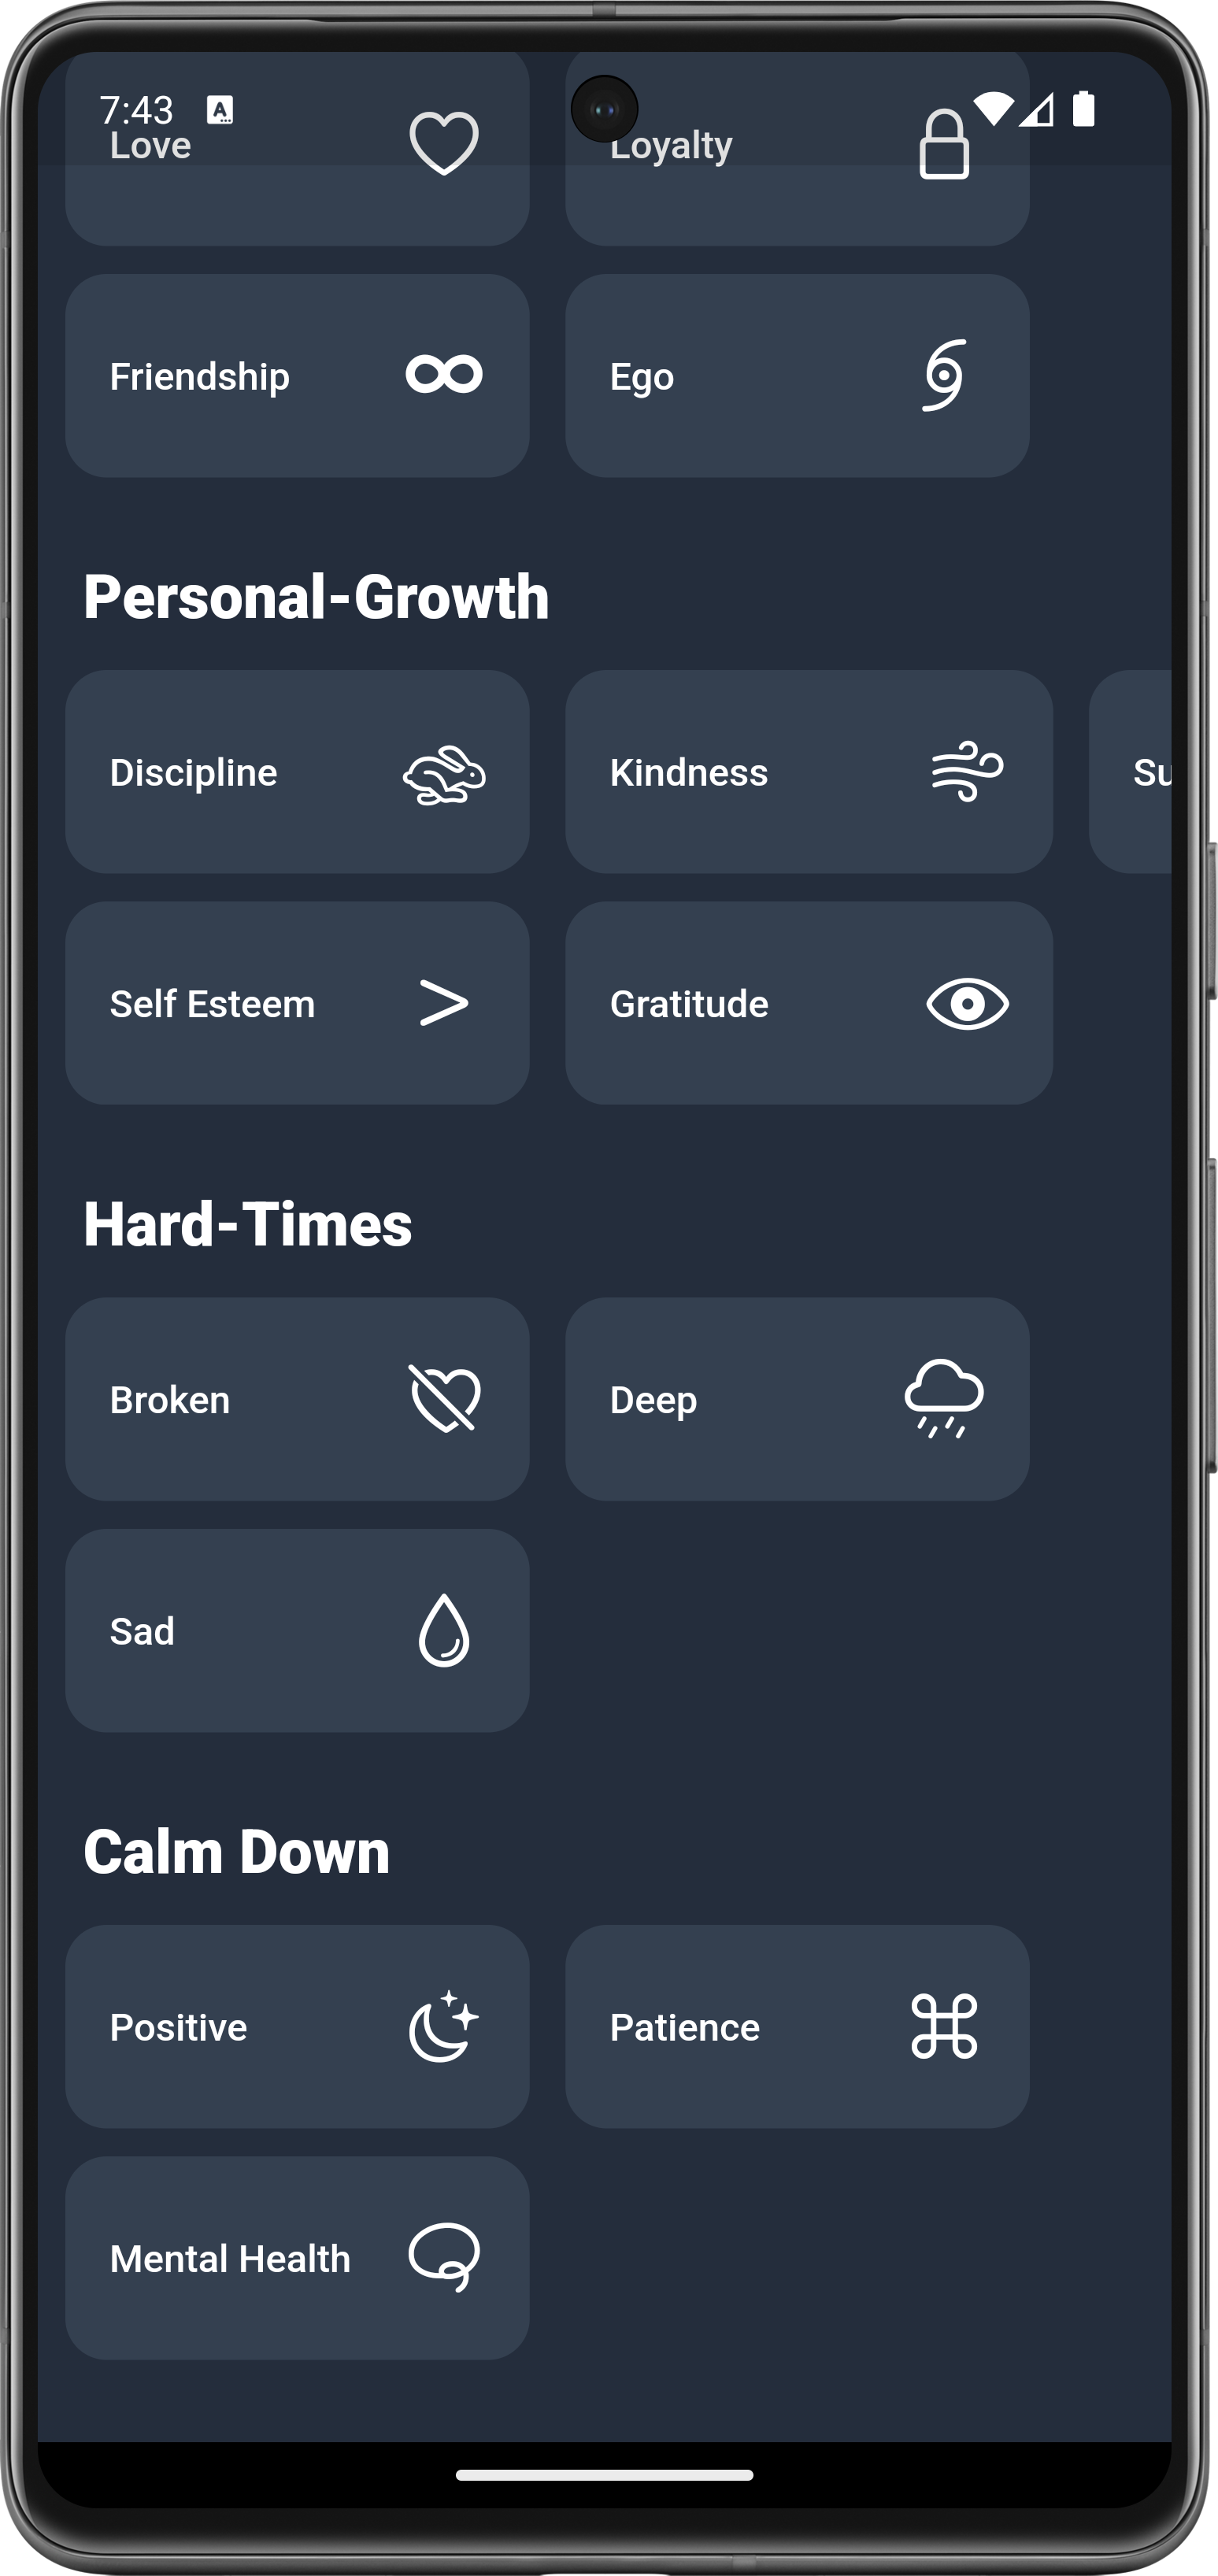 7:43
Love Loyalty
Friendship Ego
Personal-Growth
Discipline Kindness Su
Self Esteem Gratitude
Hard-Times
Broken Deep
Sad
Calm Down
Positive Patience
Mental Health